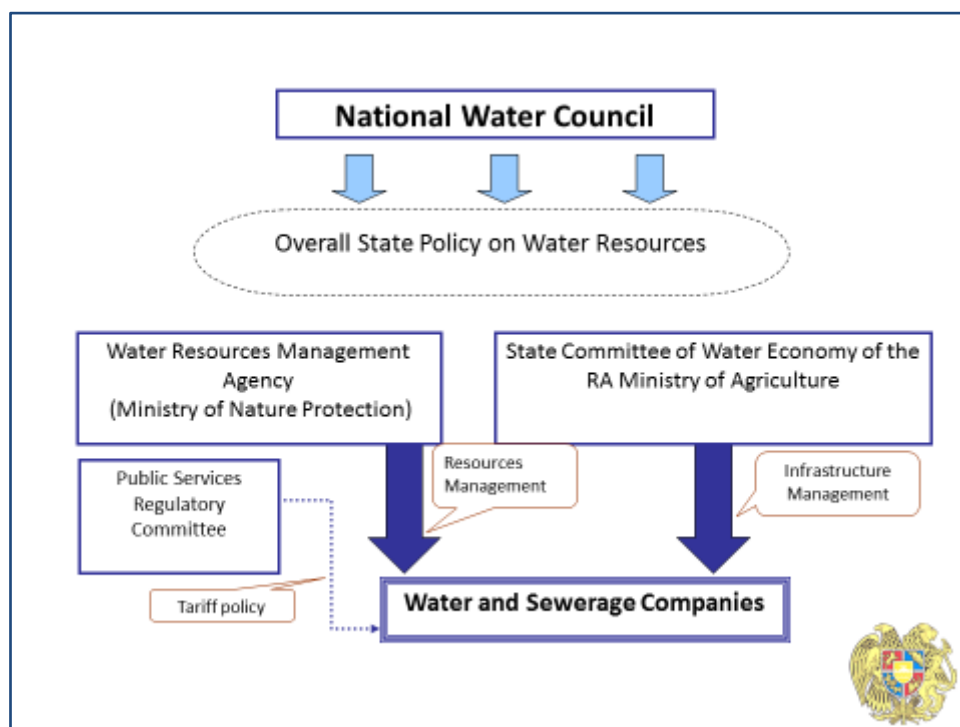 National Water Council
Overall State Policy on Water Resources
Water Resources Management
Agency
(Ministry of Nature Protection)
State Committee of Water Economy of the
RA Ministry of Agriculture
Resources
Management
Infrastructure
Management
Public Services
Regulatory
Committee
Tariff policy
Water and Sewerage Companies